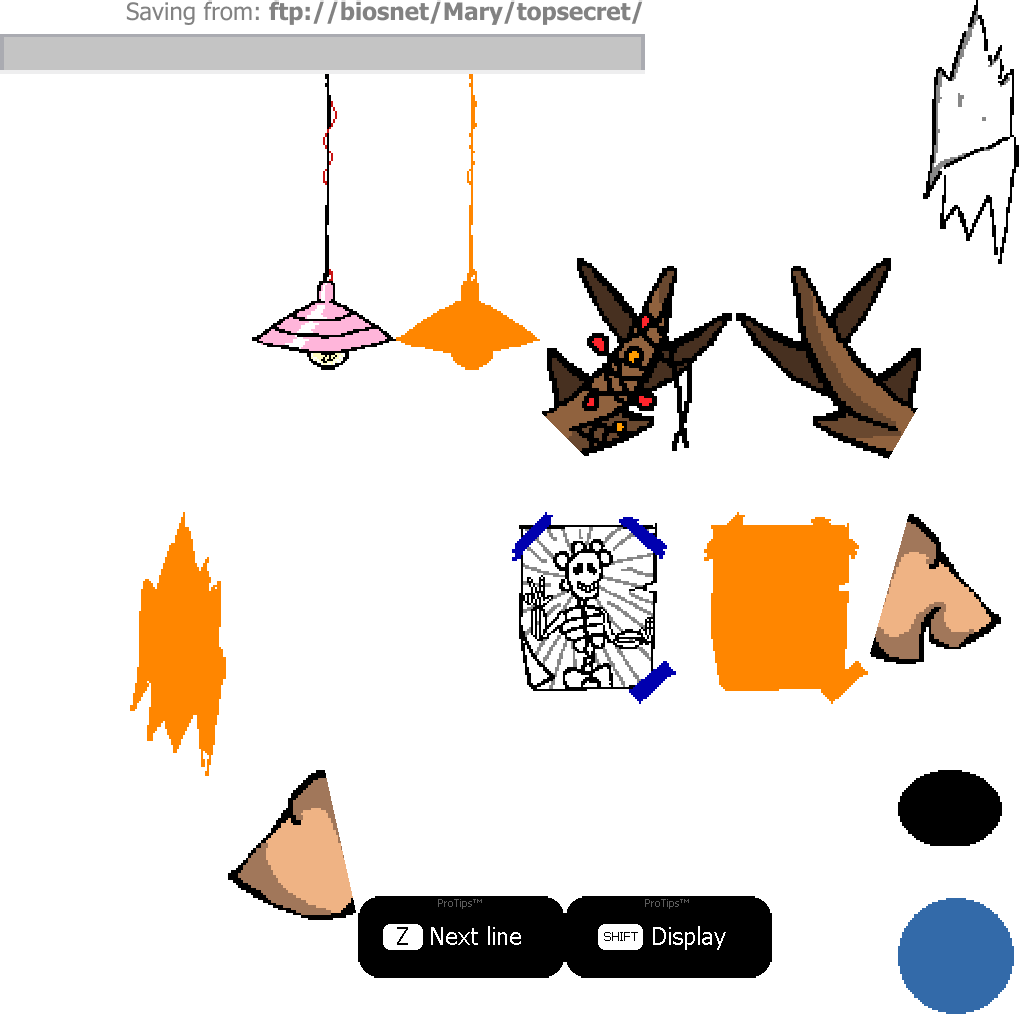 Saving from: ftp://biosnet/Mary/topsecret/
ProTips™
Z Next line
ProTips™
SHIFT Display